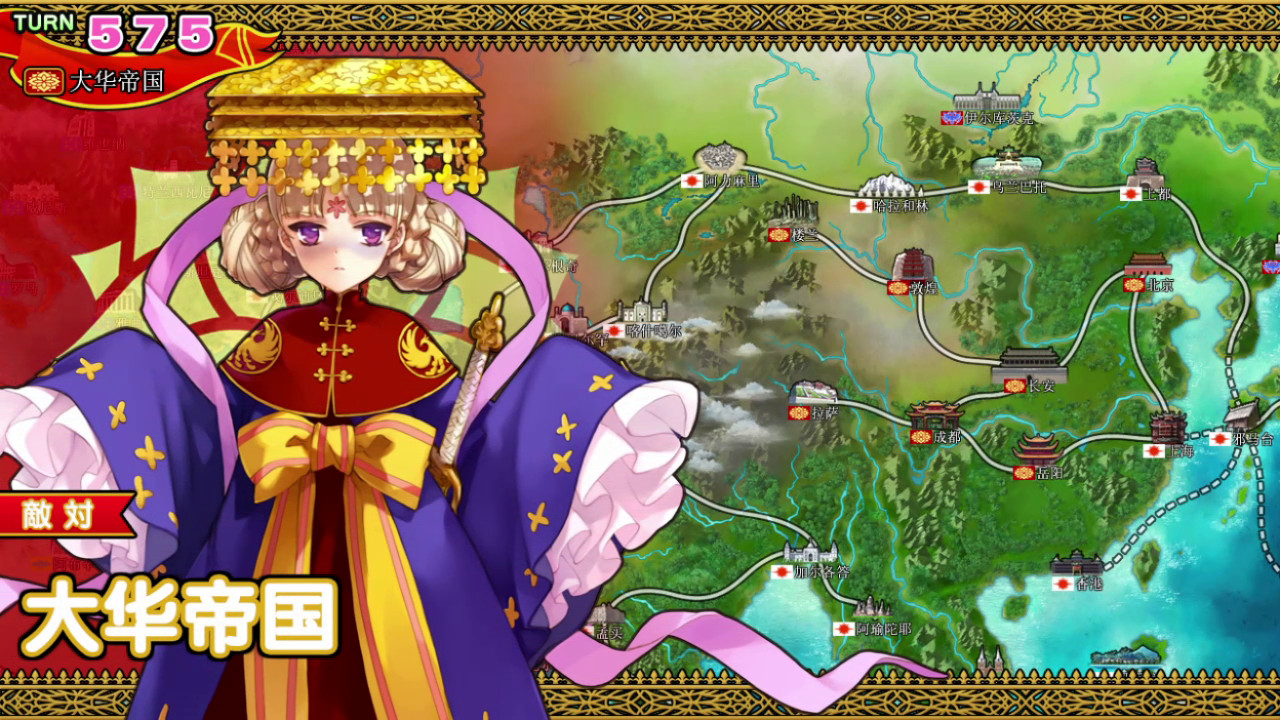 TURN 575
大华帝国
伊尔库茨克
阿力麻里
乌兰巴托
上都
哈拉和林
楼兰
敦煌
北京
喀什噶尔
长安
拉萨
成都
邪马台
上海
岳阳
敵対
加尔各答
香港
大华帝国
阿瑜陀耶
孟买